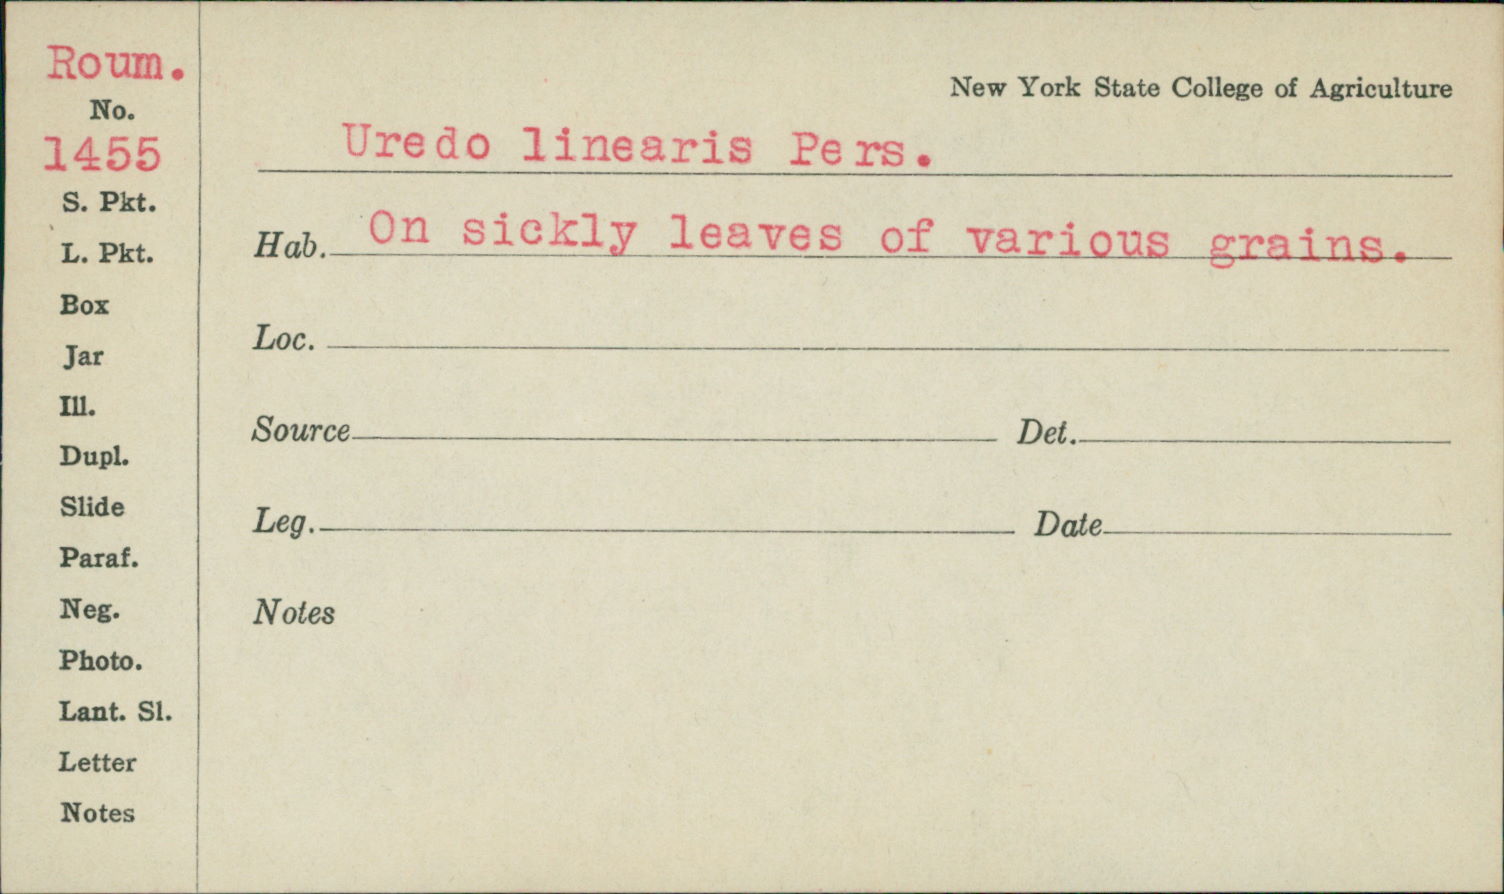 Roum.
No.
1455
S. Pkt.
L. Pkt.
Box
Jar
Ill.
Dupl.
Slide
Paraf.
Neg.
Photo.
Lant. Sl.
Letter
Notes
New York State College of Agriculture
Uredo linearis Pers.
Hab. On sickly leaves of various grains.
Loc.
Source Det.
Leg. Date
Notes